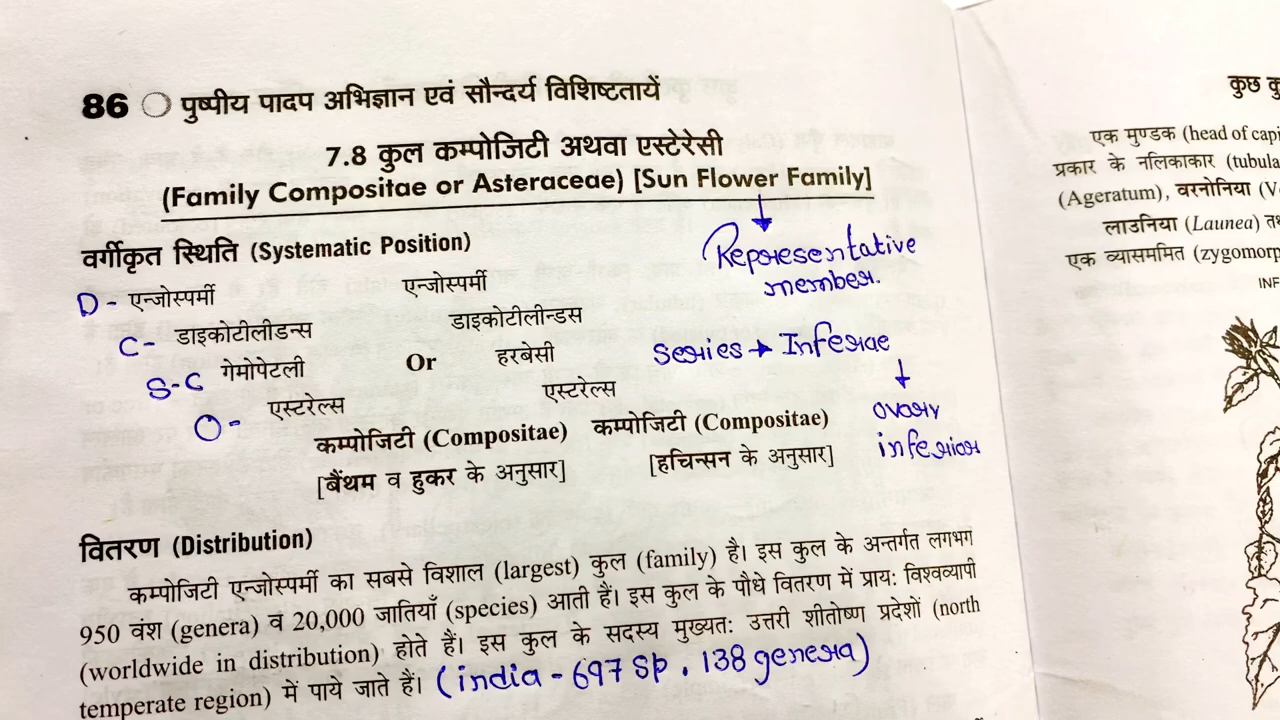 86 ○ पुष्पीय पादप अभिज्ञान एवं सौन्दर्य विशिष्टतायें
7.8 कुल कम्पोजिटी अथवा एस्टेरेसी
(Family Compositae or Asteraceae) [Sun Flower Family]
Representative
member.
वर्गीकृत स्थिति (Systematic Position)
D - एन्जोस्पर्मी एन्जोस्पर्मी
C - डाइकोटीलीडन्स डाइकोटीलीन्डस
S-C गेमोपेटली Or हरबेसी
Series → Inferae
O - एस्टरेल्स एस्टरेल्स
ovary
inferior
कम्पोजिटी (Compositae) कम्पोजिटी (Compositae)
[बैंथम व हुकर के अनुसार] [हचिन्सन के अनुसार]
वितरण (Distribution)
कम्पोजिटी एन्जोस्पर्मी का सबसे विशाल (largest) कुल (family) है। इस कुल के अन्तर्गत लगभग
950 वंश (genera) व 20,000 जातियाँ (species) आती हैं। इस कुल के पौधे वितरण में प्राय: विश्वव्यापी
(worldwide in distribution) होते हैं। इस कुल के सदस्य मुख्यत: उत्तरी शीतोष्ण प्रदेशों (north
temperate region) में पाये जाते हैं। (india - 697 sp. 138 genera)
कुछ कु
एक मुण्डक (head of capi
प्रकार के नलिकाकार (tubula
(Ageratum), वरनोनिया (V
लाउनिया (Launea) त
एक व्यासममित (zygomorp
INF